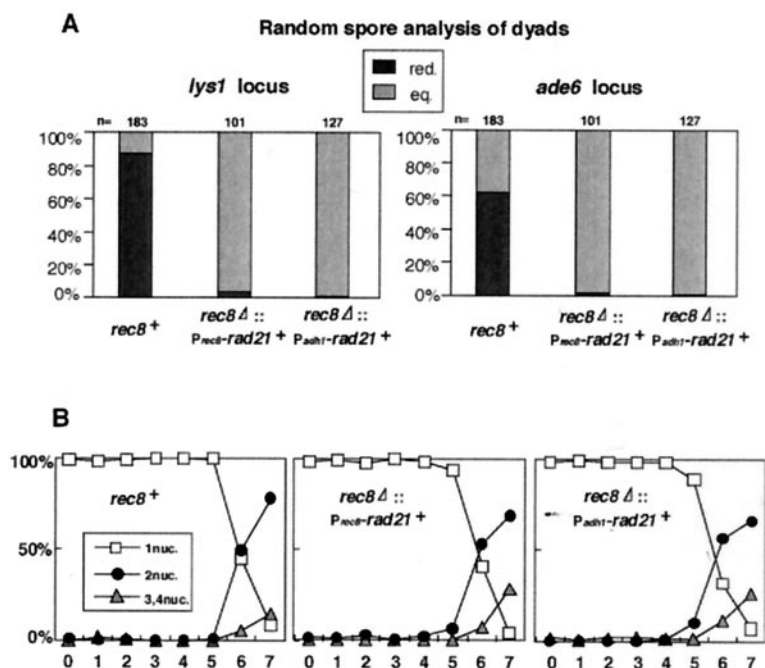 A
Random spore analysis of dyads
red.
eq.
lys1 locus
ade6 locus
n= 183 101 127
n= 183 101 127
100%
80%
60%
40%
20%
0%
100%
80%
60%
40%
20%
0%
rec8+
rec8Δ::
Prec8-rad21+
rec8Δ::
Padh1-rad21+
rec8+
rec8Δ::
Prec8-rad21+
rec8Δ::
Padh1-rad21+
B
100%
50%
0%
rec8+
rec8Δ::
Prec8-rad21+
rec8Δ::
Padh1-rad21+
1nuc.
2nuc.
3,4nuc.
0 1 2 3 4 5 6 7
0 1 2 3 4 5 6 7
0 1 2 3 4 5 6 7